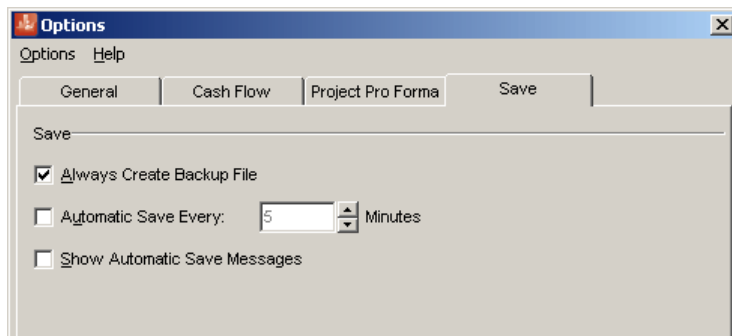 Options
Options Help
General Cash Flow Project Pro Forma Save
Save
Always Create Backup File
Automatic Save Every: 5 Minutes
Show Automatic Save Messages